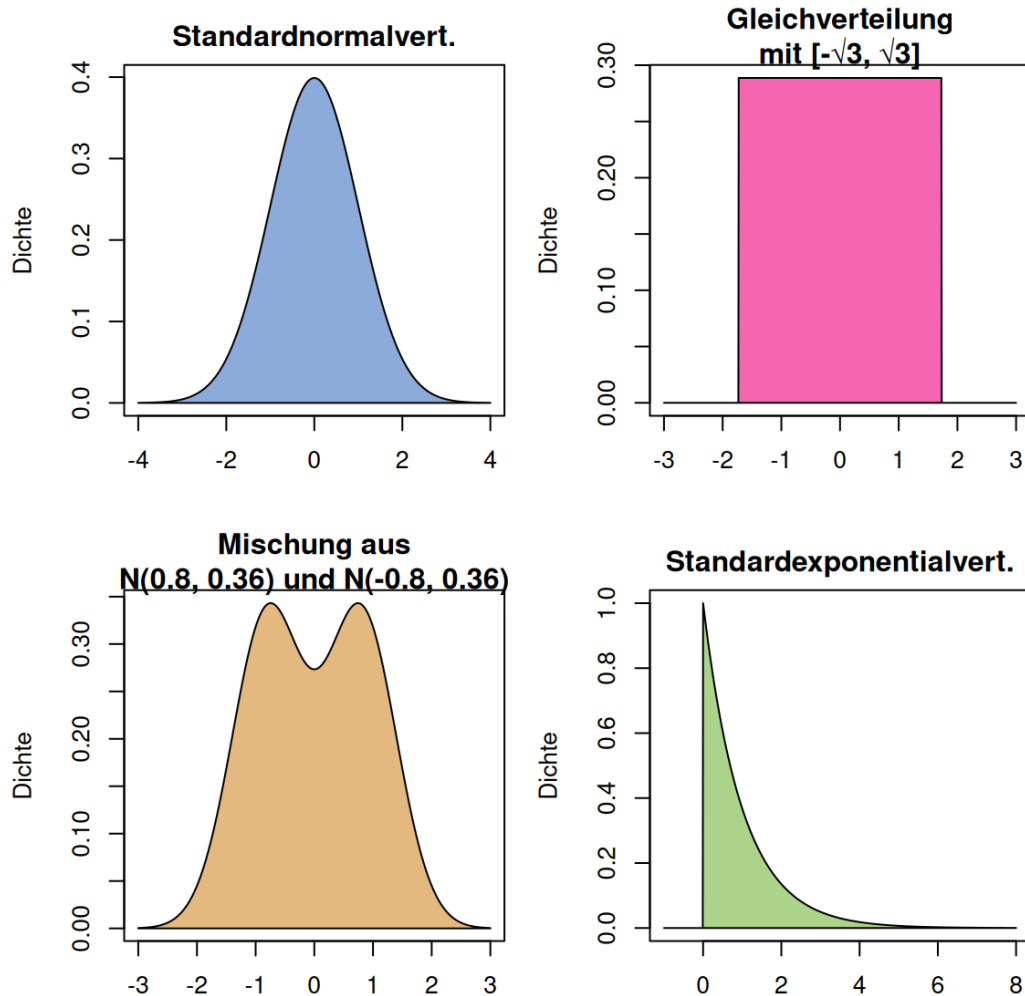 Standardnormalvert.
Dichte
0.0 0.1 0.2 0.3 0.4
-4 -2 0 2 4
Gleichverteilung
mit [-√3, √3]
Dichte
0.00 0.10 0.20 0.30
-3 -2 -1 0 1 2 3
Mischung aus
N(0.8, 0.36) und N(-0.8, 0.36)
Dichte
0.00 0.10 0.20 0.30
-3 -2 -1 0 1 2 3
Standardexponentialvert.
Dichte
0.0 0.2 0.4 0.6 0.8 1.0
0 2 4 6 8